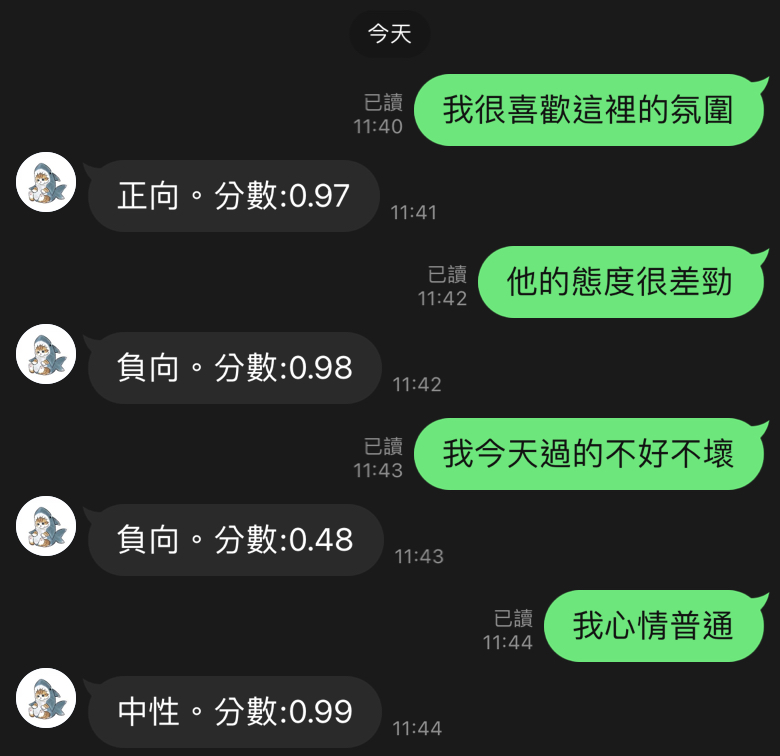 今天
我很喜歡這裡的氛圍
已讀
11:40
正向。分數:0.97
11:41
他的態度很差勁
已讀
11:42
負向。分數:0.98
11:42
我今天過的不好不壞
已讀
11:43
負向。分數:0.48
11:43
我心情普通
已讀
11:44
中性。分數:0.99
11:44